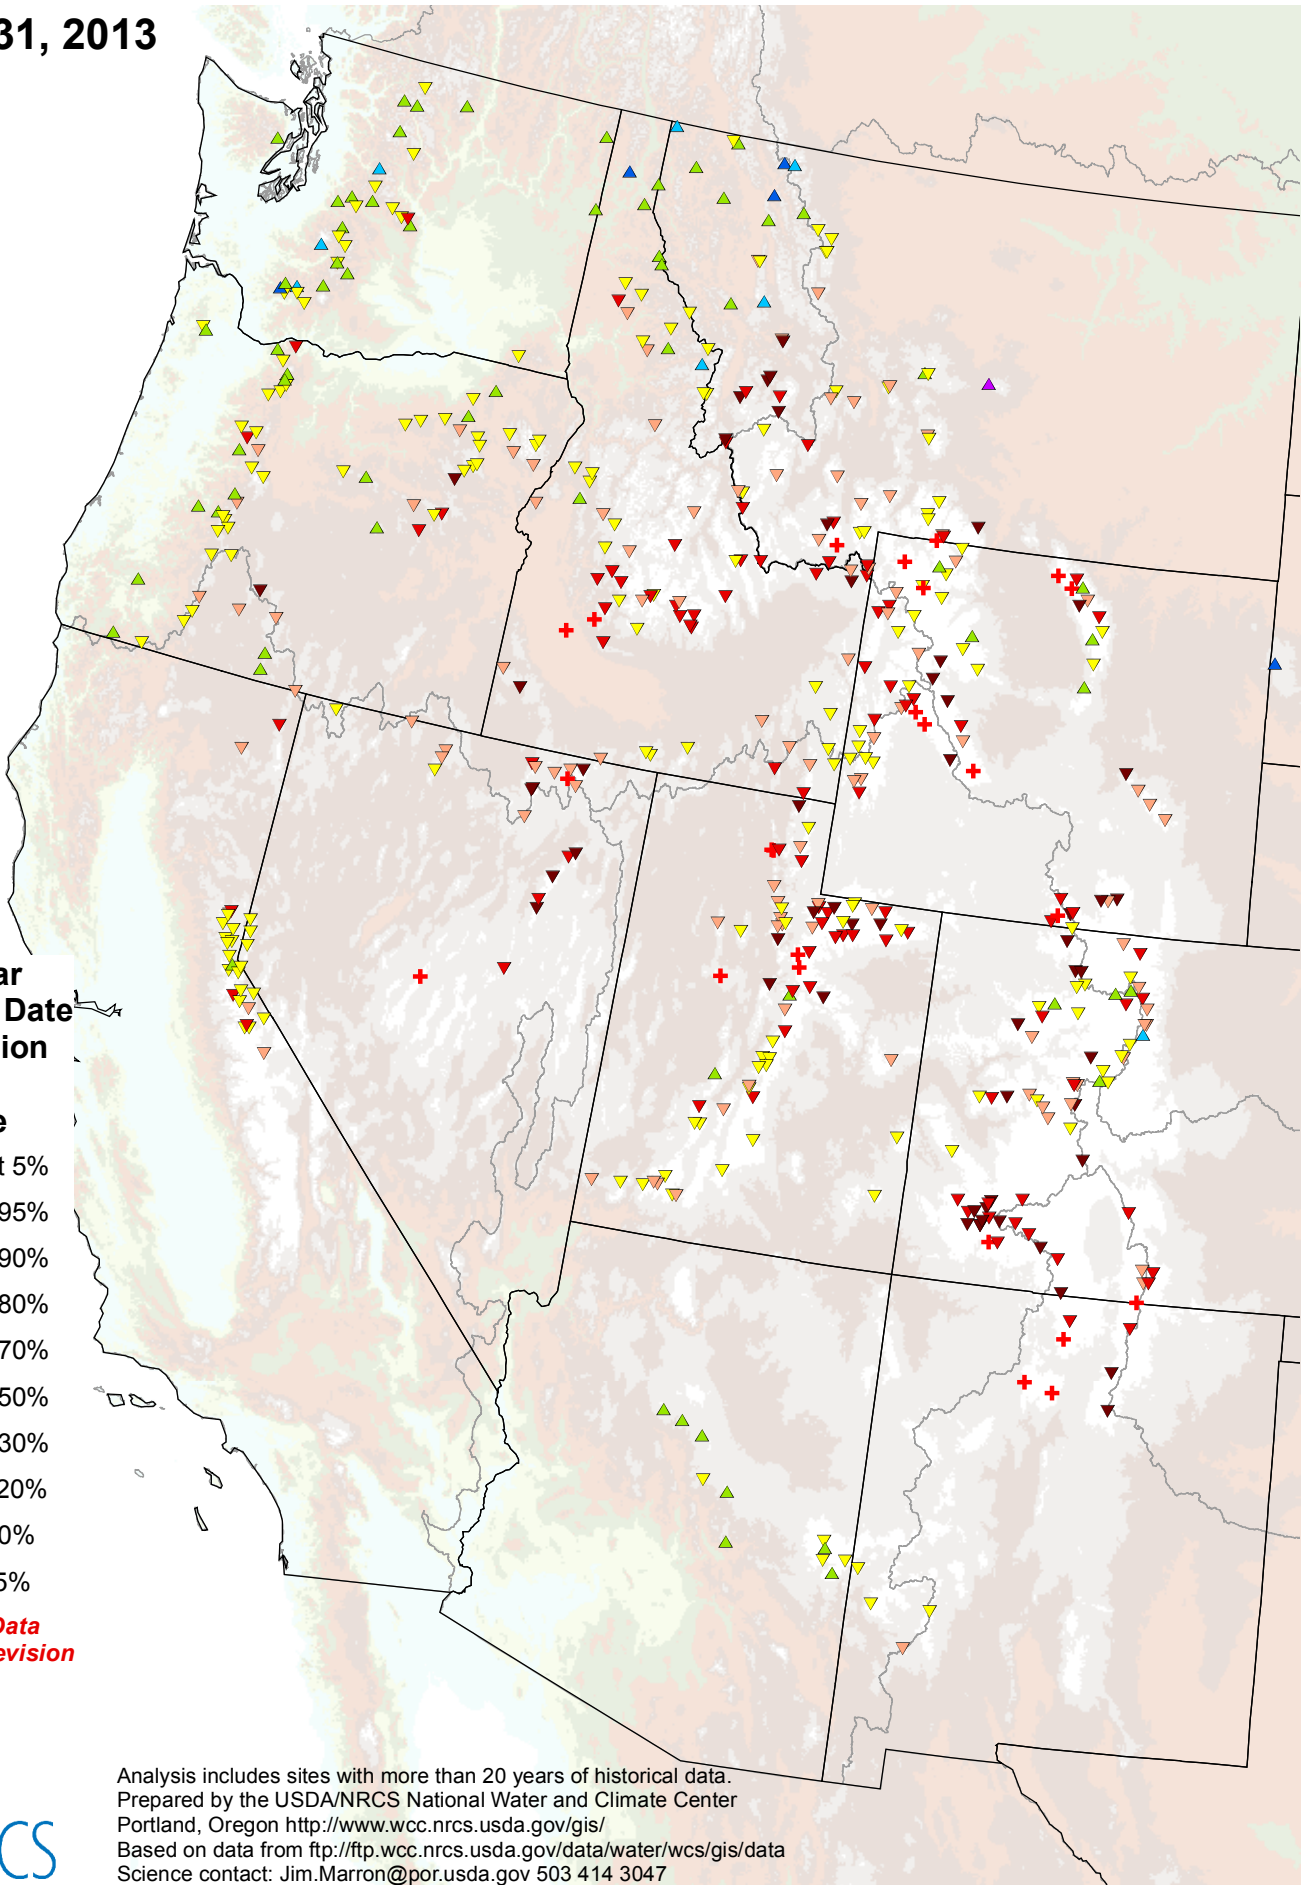 31, 2013
ar
Date
ion
e
t 5%
95%
90%
80%
70%
50%
30%
20%
0%
5%
Data
evision
CS
Analysis includes sites with more than 20 years of historical data.
Prepared by the USDA/NRCS National Water and Climate Center
Portland, Oregon http://www.wcc.nrcs.usda.gov/gis/
Based on data from ftp://ftp.wcc.nrcs.usda.gov/data/water/wcs/gis/data
Science contact: Jim.Marron@por.usda.gov 503 414 3047